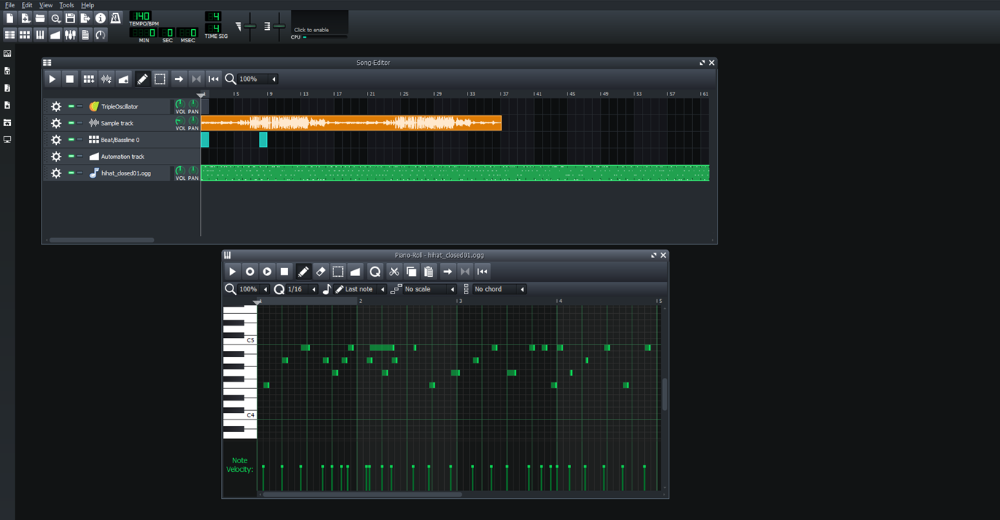 File Edit View Tools Help
140
TEMPO/BPM
4
4
TIME SIG
0 0 0
MIN SEC MSEC
Click to enable
CPU
Song-Editor
100%
5 9 13 17 21 25 29 33 37 41 45 49 53 57 61
TripleOscillator VOL PAN
Sample track VOL PAN
Beat/Bassline 0
Automation track
hihat_closed01.ogg VOL PAN
Piano-Roll - hihat_closed01.ogg
100% 1/16 Last note No scale No chord
2 3 4 5
C5
C4
Note
Velocity: